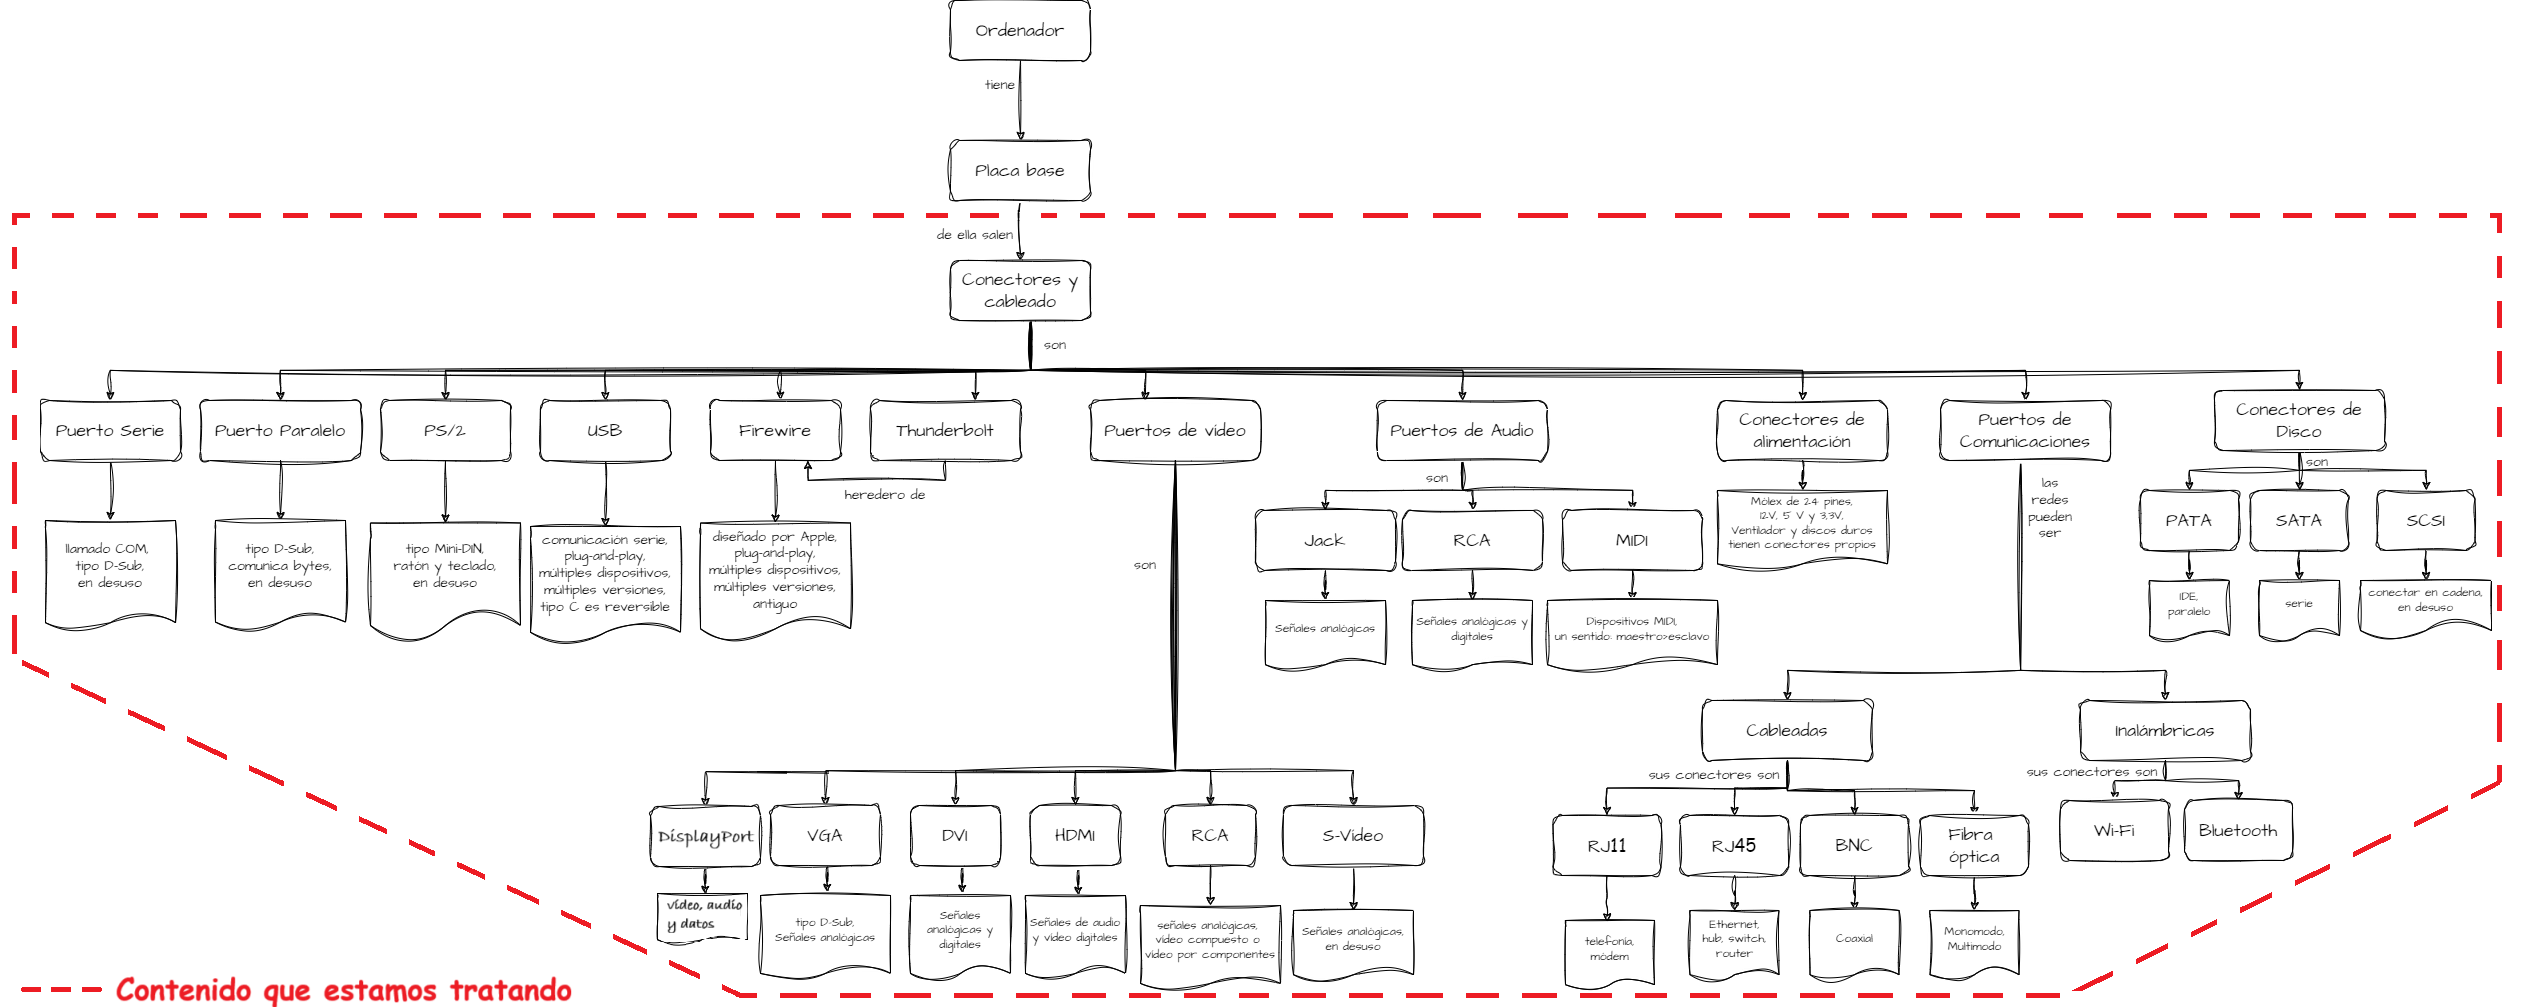 Ordenador
tiene
Placa base
de ella salen
Conectores y
cableado
son
Puerto Serie
Puerto Paralelo
PS/2
USB
Firewire
Thunderbolt
Puertos de vídeo
Puertos de Audio
Conectores de
alimentación
Puertos de
Comunicaciones
Conectores de
Disco
heredero de
llamado COM,
tipo D-Sub,
en desuso
tipo D-Sub,
comunica bytes,
en desuso
tipo Mini-DIN,
ratón y teclado,
en desuso
comunicación serie,
plug-and-play,
múltiples dispositivos,
múltiples versiones,
tipo C es reversible
diseñado por Apple,
plug-and-play,
múltiples dispositivos,
múltiples versiones,
antiguo
son
son
Jack
RCA
MIDI
Señales analógicas
Señales analógicas y
digitales
Dispositivos MIDI,
un sentido: maestro>esclavo
Mólex de 24 pines,
12V, 5 V y 3,3V,
Ventilador y discos duros
tienen conectores propios
las
redes
pueden
ser
son
PATA
SATA
SCSI
IDE,
paralelo
serie
conectar en cadena,
en desuso
Cableadas
Inalámbricas
sus conectores son
sus conectores son
DisplayPort
VGA
DVI
HDMI
RCA
S-Video
RJ11
RJ45
BNC
Fibra
óptica
Wi-Fi
Bluetooth
vídeo, audio
y datos
tipo D-Sub,
Señales analógicas
Señales
analógicas y
digitales
Señales de audio
y vídeo digitales
señales analógicas,
vídeo compuesto o
vídeo por componentes
Señales analógicas,
en desuso
telefonía,
módem
Ethernet,
hub, switch,
router
Coaxial
Monomodo,
Multimodo
Contenido que estamos tratando